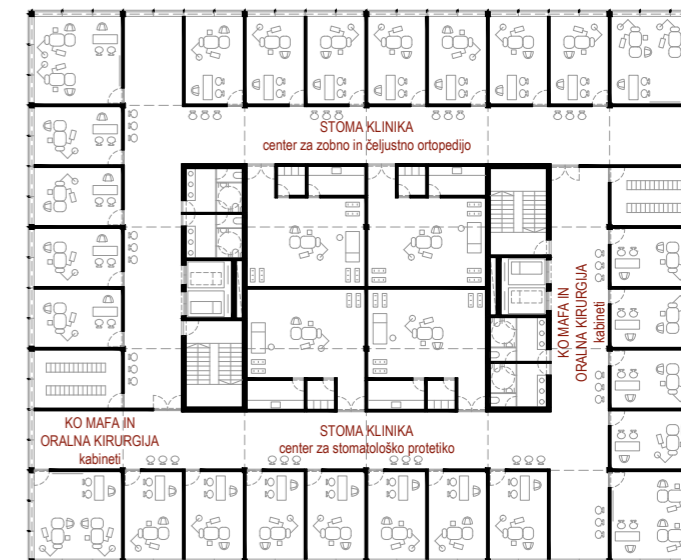 STOMA KLINIKA
center za zobno in čeljustno ortopedijo
KO MAFA IN
ORALNA KIRURGIJA
kabineti
KO MAFA IN
ORALNA KIRURGIJA
kabineti
STOMA KLINIKA
center za stomatološko protetiko